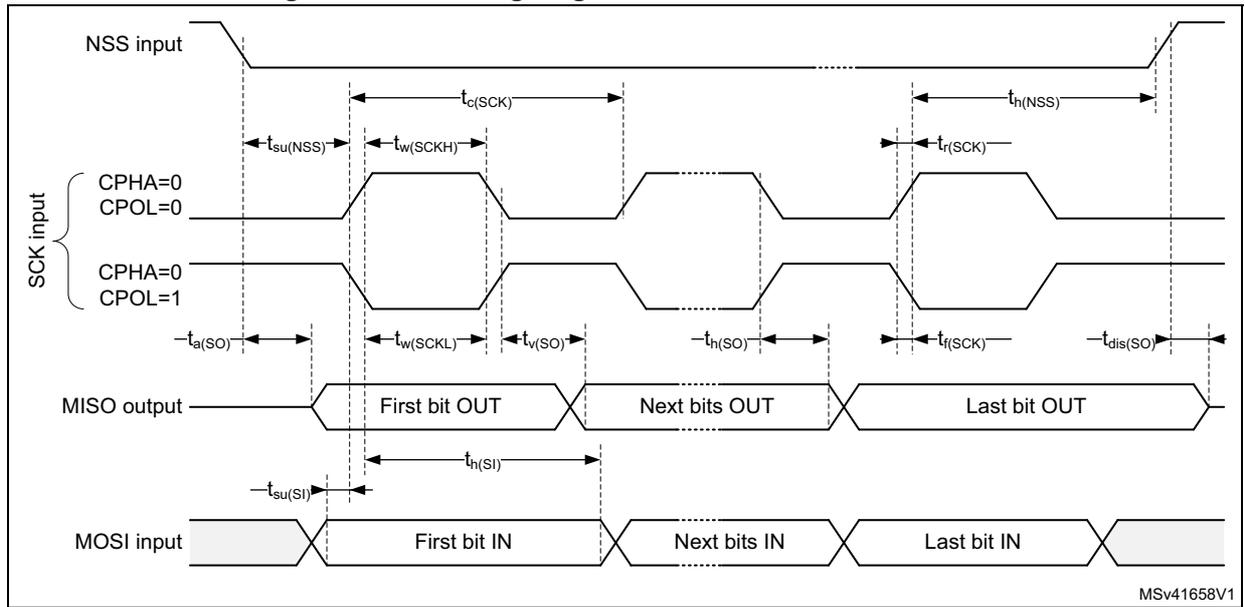 NSS input
tc(SCK)
th(NSS)
tsu(NSS)
tw(SCKH)
tr(SCK)
SCK input
CPHA=0
CPOL=0
CPHA=0
CPOL=1
ta(SO)
tw(SCKL)
tv(SO)
th(SO)
tf(SCK)
tdis(SO)
MISO output
First bit OUT
Next bits OUT
Last bit OUT
th(SI)
tsu(SI)
MOSI input
First bit IN
Next bits IN
Last bit IN
MSv41658V1